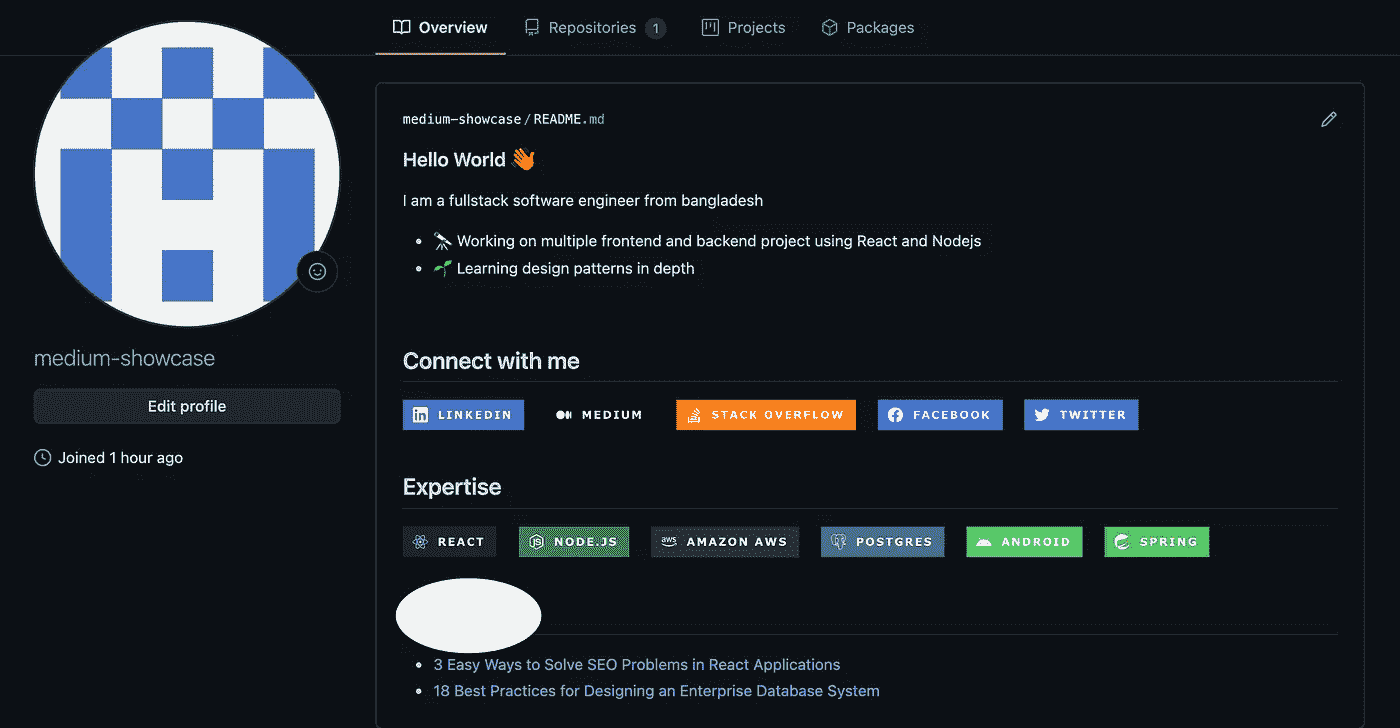 Overview Repositories 1 Projects Packages
medium-showcase/README.md
Hello World 👋
I am a fullstack software engineer from bangladesh
• 🔭 Working on multiple frontend and backend project using React and Nodejs
• 🌱 Learning design patterns in depth
medium-showcase
Edit profile
Joined 1 hour ago
Connect with me
LINKEDIN MEDIUM STACK OVERFLOW FACEBOOK TWITTER
Expertise
REACT NODE.JS aws AMAZON AWS POSTGRES ANDROID SPRING
• 3 Easy Ways to Solve SEO Problems in React Applications
• 18 Best Practices for Designing an Enterprise Database System